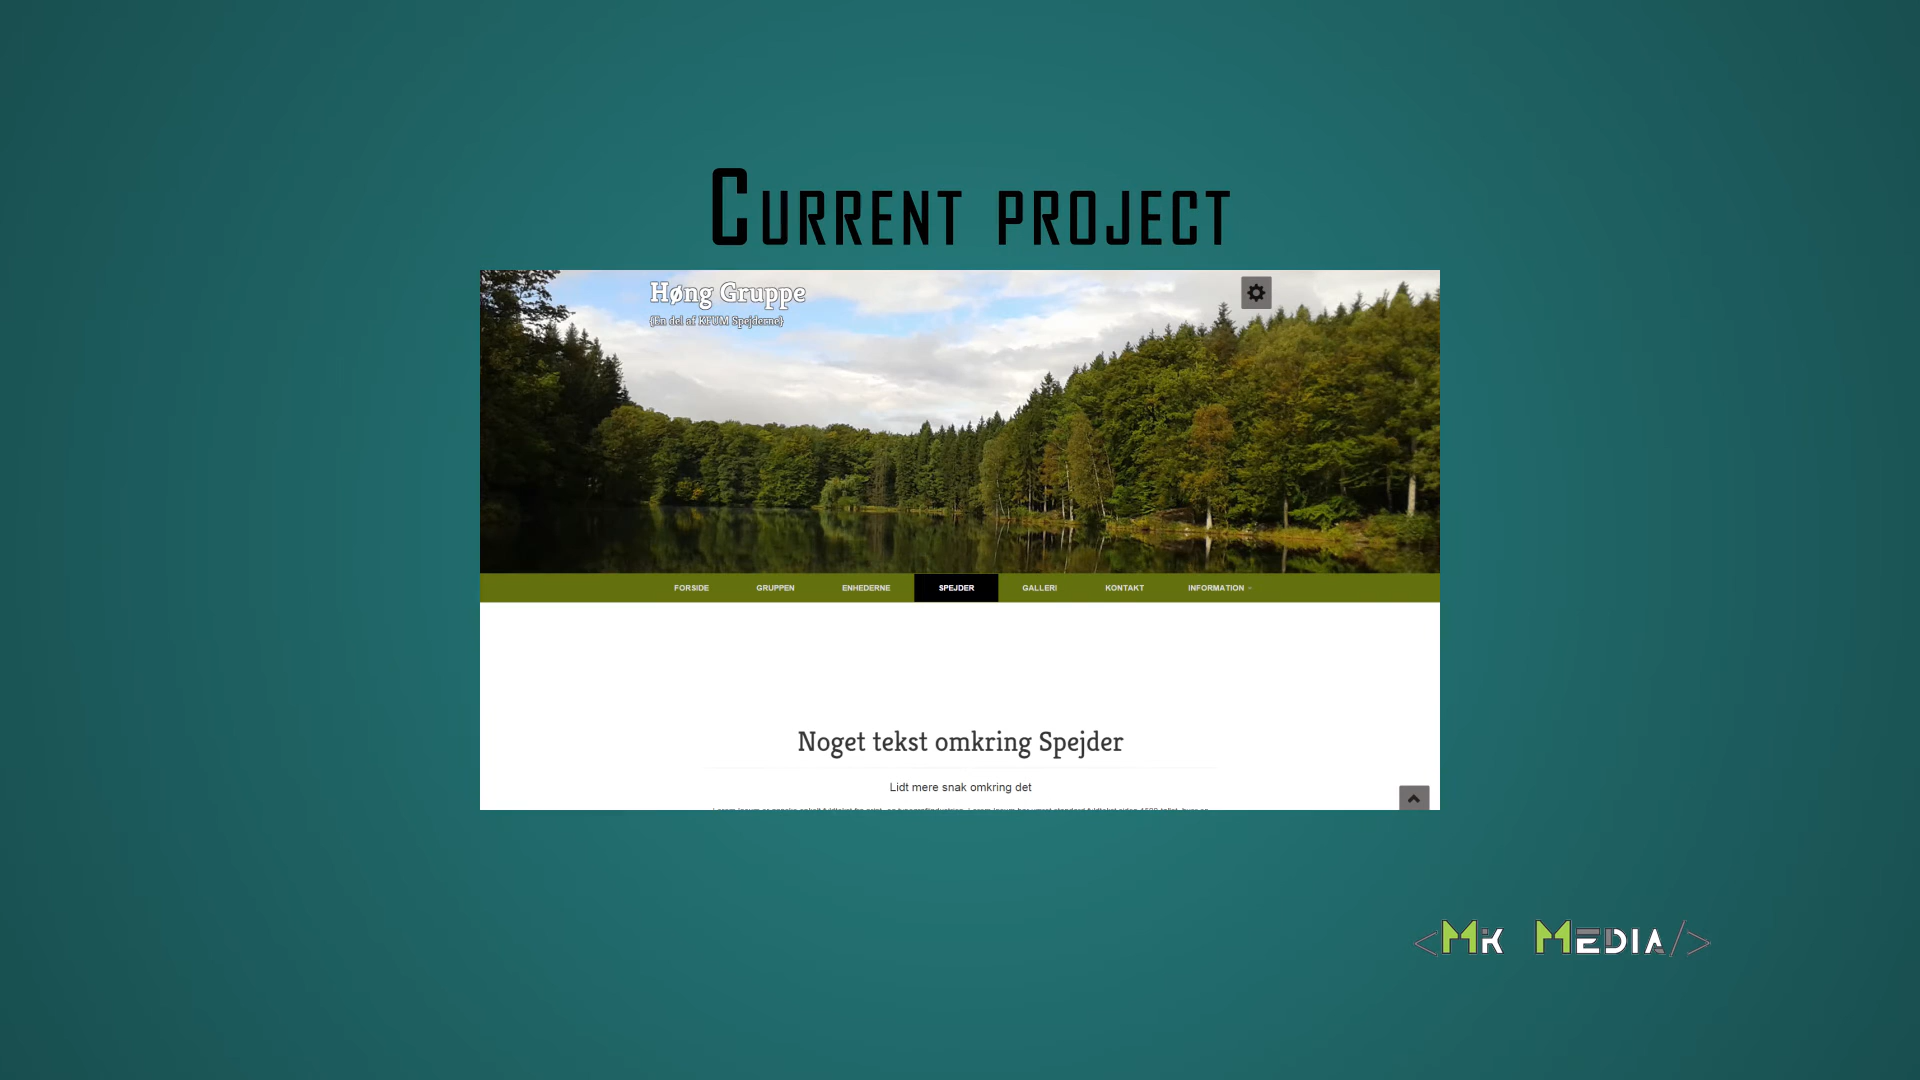 Current project
Høng Gruppe
{En del af KFUM Spejderne}
FORSIDE GRUPPEN ENHEDERNE SPEJDER GALLERI KONTAKT INFORMATION
Noget tekst omkring Spejder
Lidt mere snak omkring det
<Mk Media/>